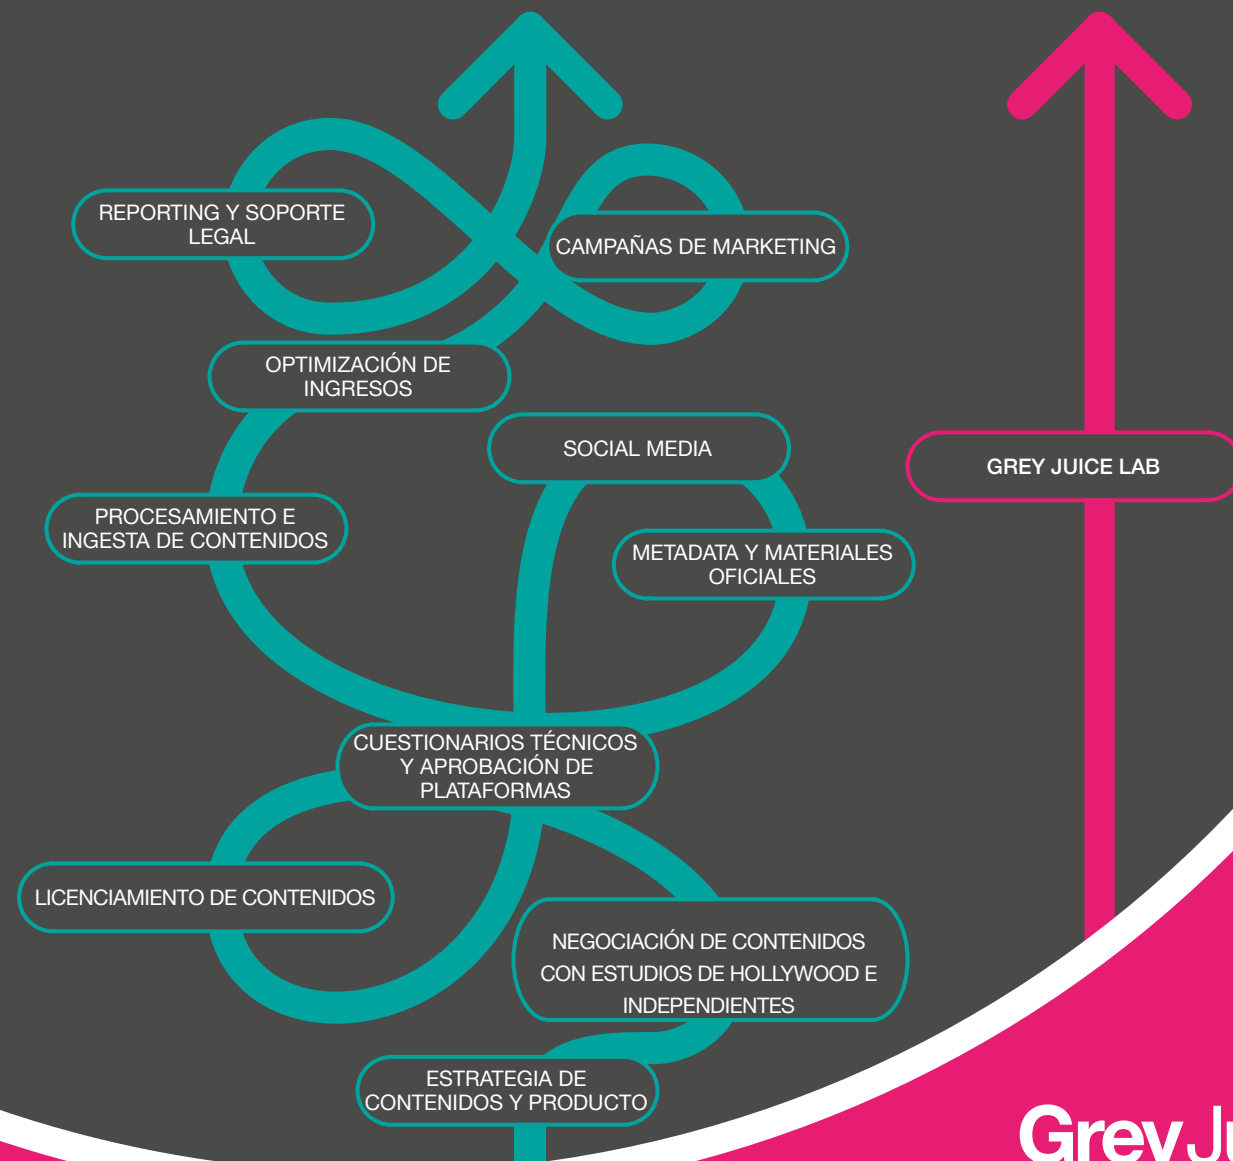 REPORTING Y SOPORTE
LEGAL
CAMPAÑAS DE MARKETING
OPTIMIZACIÓN DE
INGRESOS
SOCIAL MEDIA
GREY JUICE LAB
PROCESAMIENTO E
INGESTA DE CONTENIDOS
METADATA Y MATERIALES
OFICIALES
CUESTIONARIOS TÉCNICOS
Y APROBACIÓN DE
PLATAFORMAS
LICENCIAMIENTO DE CONTENIDOS
NEGOCIACIÓN DE CONTENIDOS
CON ESTUDIOS DE HOLLYWOOD E
INDEPENDIENTES
ESTRATEGIA DE
CONTENIDOS Y PRODUCTO
Grey